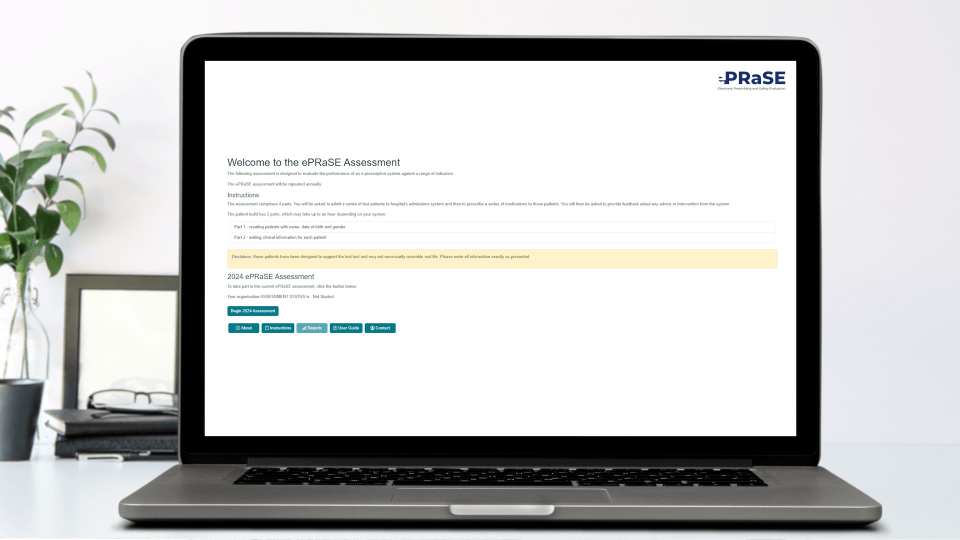 ePRaSE
Electronic Prescribing and Safety Evaluation
Welcome to the ePRaSE Assessment
The following assessment is designed to evaluate the performance of an e-prescription system against a range of indicators.
The ePRaSE assessment will be repeated annually.
Instructions
The assessment comprises 4 parts. You will be asked to admit a series of test patients to hospital's admissions system and then to prescribe a series of medications to those patients. You will then be asked to provide feedback about any advice or intervention from the system.
The patient build has 2 parts, which may take up to an hour depending on your system.
Part 1 - creating patients with name, date of birth and gender
Part 2 - adding clinical information for each patient
Disclaimer: these patients have been designed to support the test tool and may not necessarily resemble real-life. Please enter all information exactly as presented
2024 ePRaSE Assessment
To take part in the current ePRaSE assessment, click the button below.
Your organisation ASSESSMENT STATUS is : Not Started
Begin 2024 Assessment
About
Instructions
Reports
User Guide
Contact